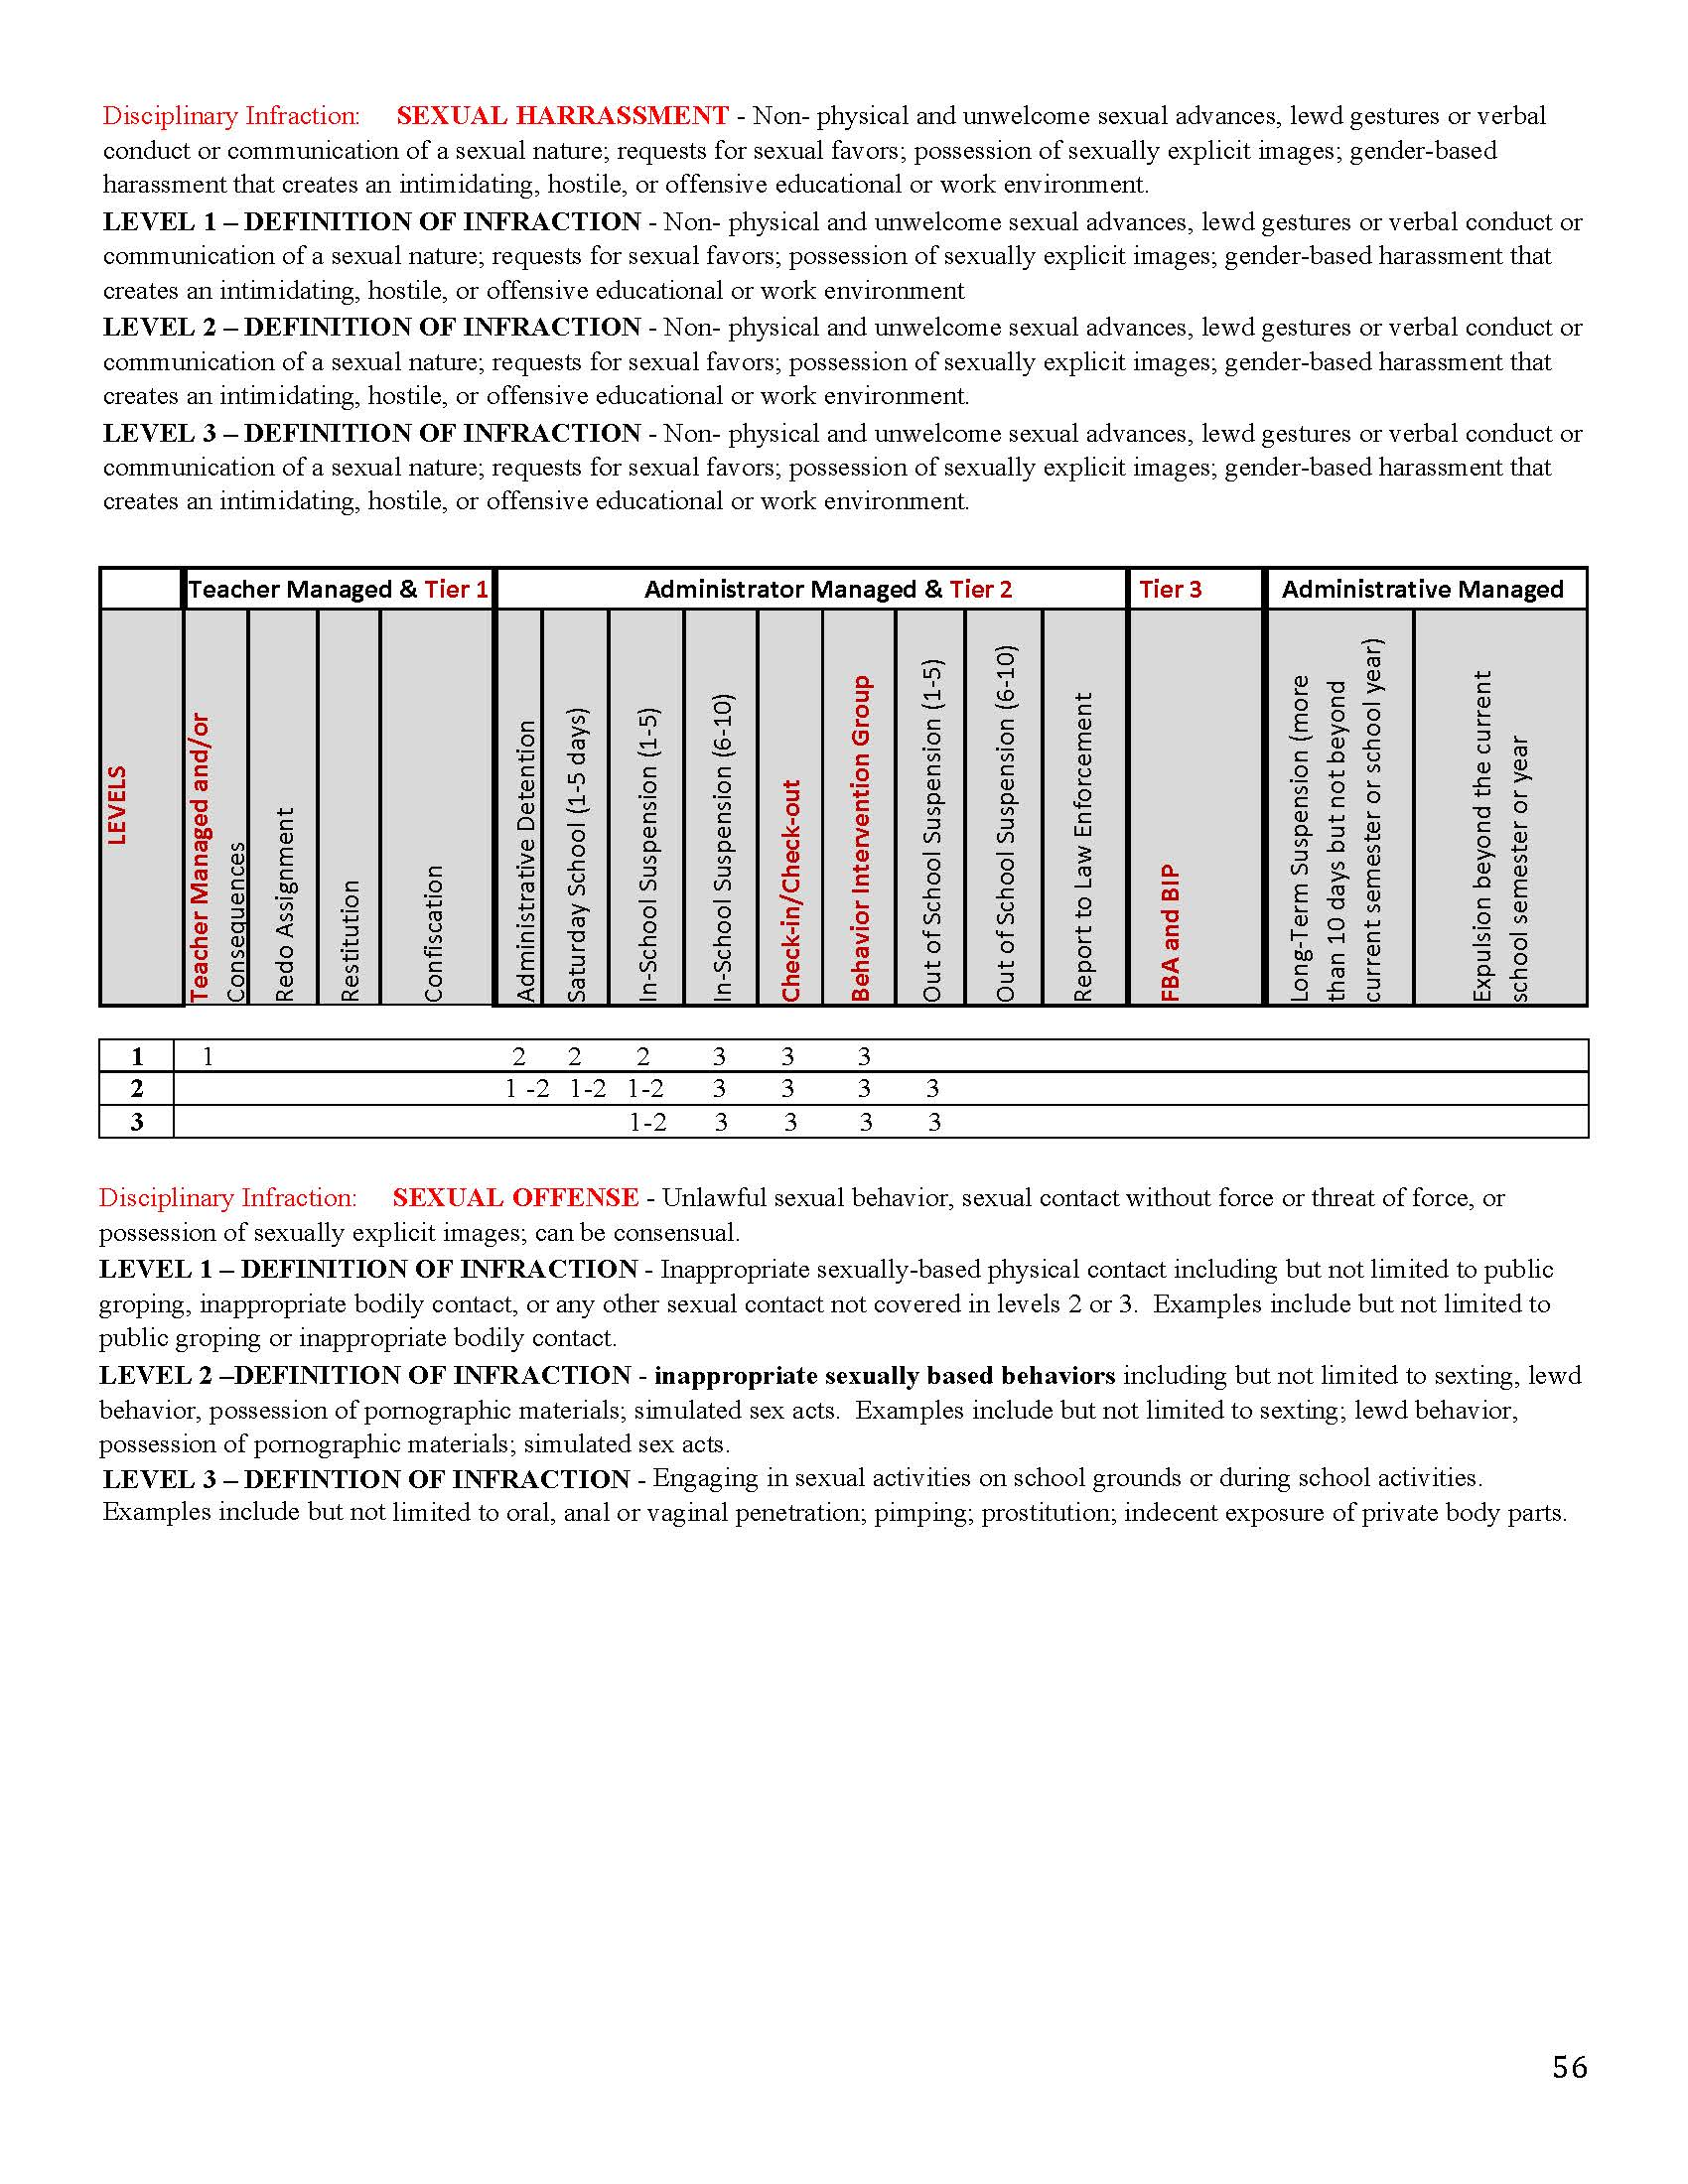 Disciplinary Infraction: SEXUAL HARRASSMENT - Non- physical and unwelcome sexual advances, lewd gestures or verbal
conduct or communication of a sexual nature; requests for sexual favors; possession of sexually explicit images; gender-based
harassment that creates an intimidating, hostile, or offensive educational or work environment.
LEVEL 1 – DEFINITION OF INFRACTION - Non- physical and unwelcome sexual advances, lewd gestures or verbal conduct or
communication of a sexual nature; requests for sexual favors; possession of sexually explicit images; gender-based harassment that
creates an intimidating, hostile, or offensive educational or work environment
LEVEL 2 – DEFINITION OF INFRACTION - Non- physical and unwelcome sexual advances, lewd gestures or verbal conduct or
communication of a sexual nature; requests for sexual favors; possession of sexually explicit images; gender-based harassment that
creates an intimidating, hostile, or offensive educational or work environment.
LEVEL 3 – DEFINITION OF INFRACTION - Non- physical and unwelcome sexual advances, lewd gestures or verbal conduct or
communication of a sexual nature; requests for sexual favors; possession of sexually explicit images; gender-based harassment that
creates an intimidating, hostile, or offensive educational or work environment.
Teacher Managed & Tier 1 Administrator Managed & Tier 2 Tier 3 Administrative Managed
LEVELS
Teacher Managed and/or
Consequences
Redo Assignment
Restitution
Confiscation
Administrative Detention
Saturday School (1-5 days)
In-School Suspension (1-5)
In-School Suspension (6-10)
Check-in/Check-out
Behavior Intervention Group
Out of School Suspension (1-5)
Out of School Suspension (6-10)
Report to Law Enforcement
FBA and BIP
Long-Term Suspension (more
than 10 days but not beyond
current semester or school year)
Expulsion beyond the current
school semester or year
1 1 2 2 2 3 3 3
2 1 -2 1-2 1-2 3 3 3 3
3 1-2 3 3 3 3
Disciplinary Infraction: SEXUAL OFFENSE - Unlawful sexual behavior, sexual contact without force or threat of force, or
possession of sexually explicit images; can be consensual.
LEVEL 1 – DEFINITION OF INFRACTION - Inappropriate sexually-based physical contact including but not limited to public
groping, inappropriate bodily contact, or any other sexual contact not covered in levels 2 or 3. Examples include but not limited to
public groping or inappropriate bodily contact.
LEVEL 2 –DEFINITION OF INFRACTION - inappropriate sexually based behaviors including but not limited to sexting, lewd
behavior, possession of pornographic materials; simulated sex acts. Examples include but not limited to sexting; lewd behavior,
possession of pornographic materials; simulated sex acts.
LEVEL 3 – DEFINTION OF INFRACTION - Engaging in sexual activities on school grounds or during school activities.
Examples include but not limited to oral, anal or vaginal penetration; pimping; prostitution; indecent exposure of private body parts.
56